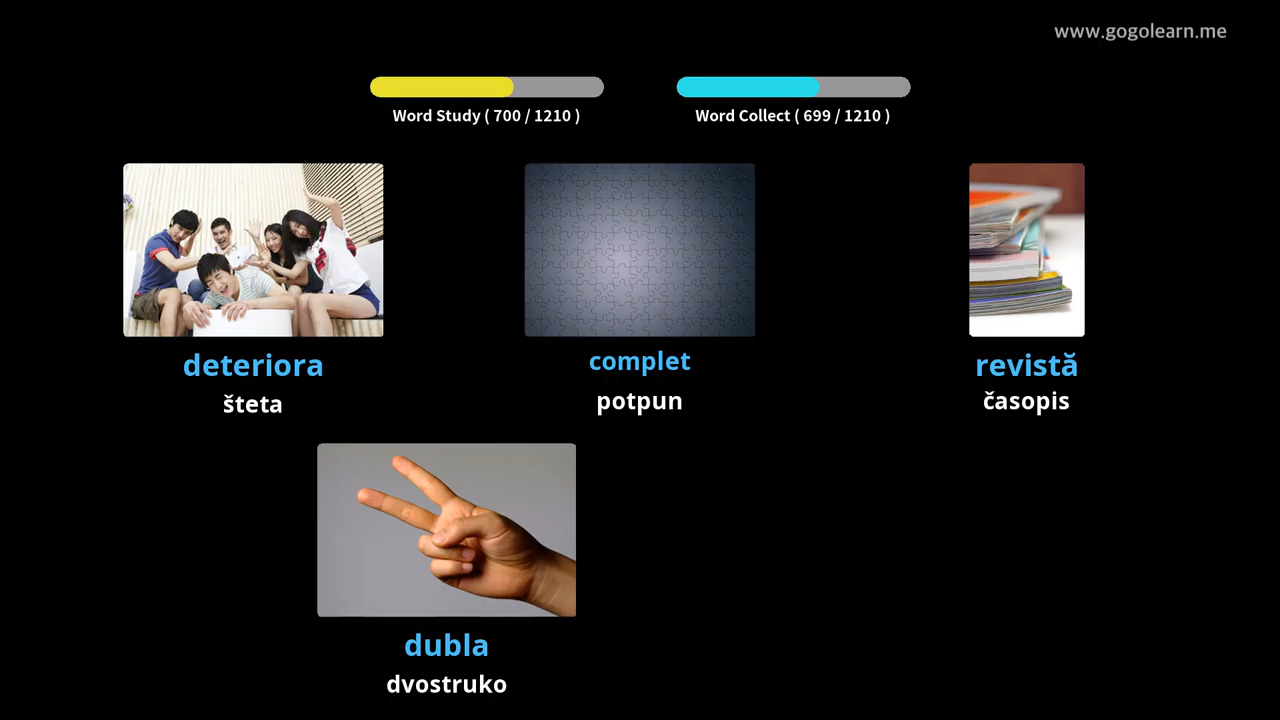 www.gogolearn.me
Word Study ( 700 / 1210 )
Word Collect ( 699 / 1210 )
deteriora
šteta
complet
potpun
revistă
časopis
dubla
dvostruko